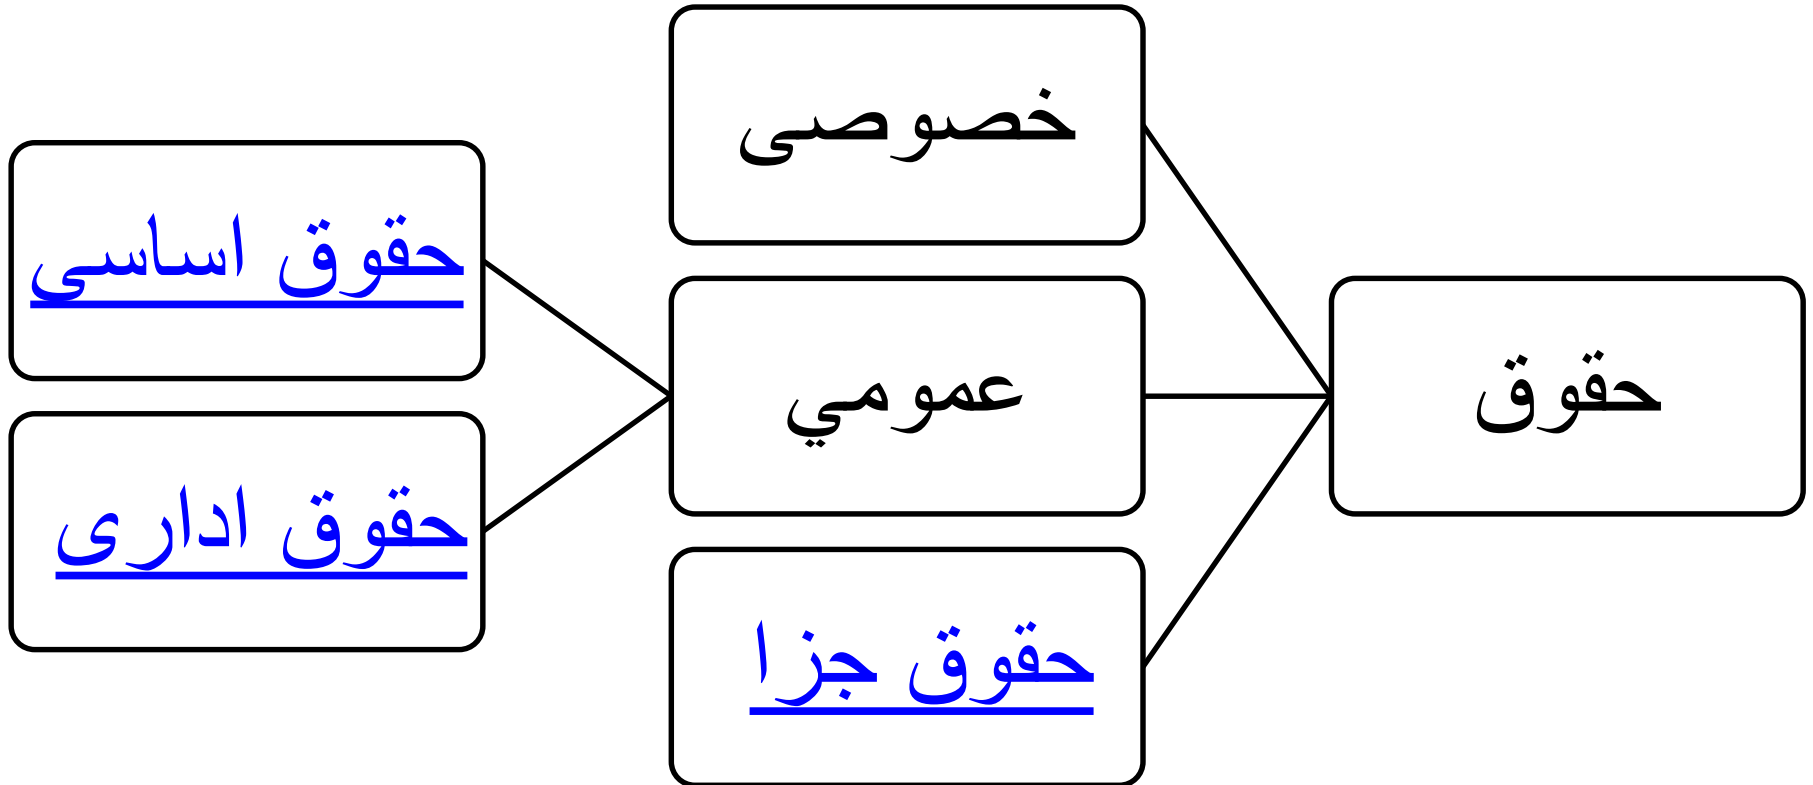 حقوق
خصوصی
عمومي
حقوق جزا
حقوق اساسی
حقوق اداری